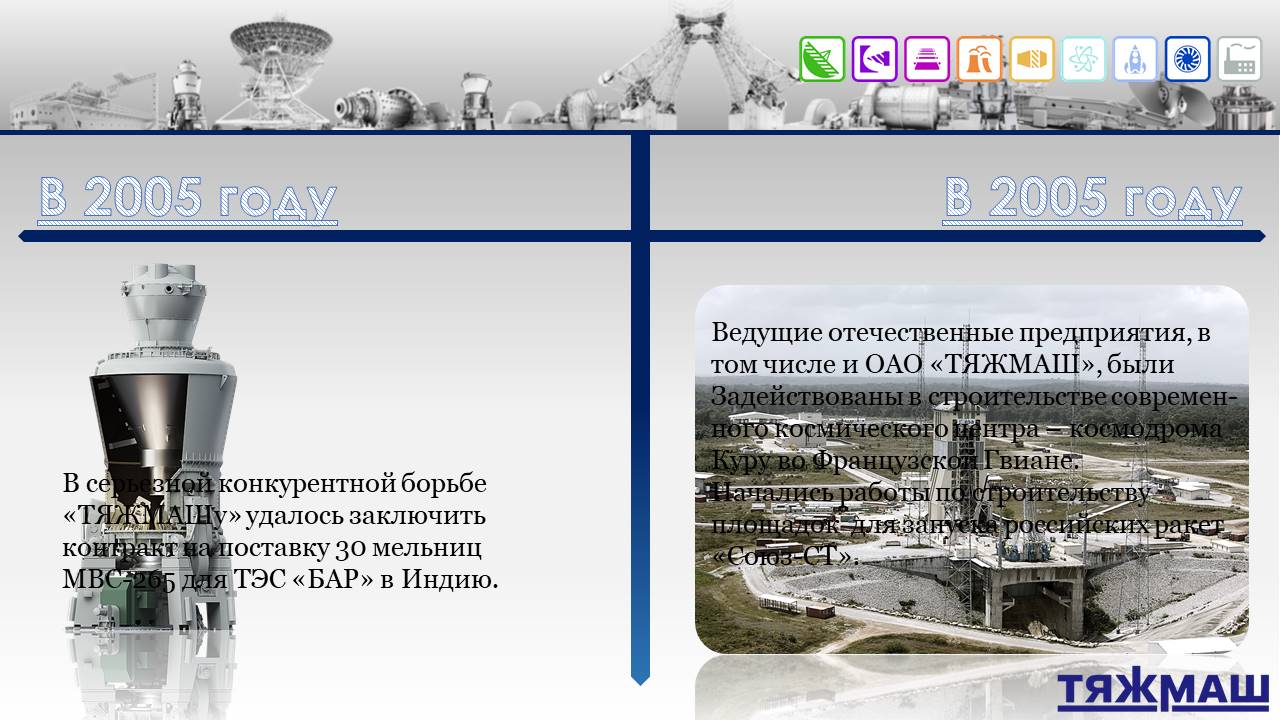 В 2005 году
В серьезной конкурентной борьбе
«ТЯЖМАШу» удалось заключить
контракт на поставку 30 мельниц
МВС-265 для ТЭС «БАР» в Индию.
В 2005 году
Ведущие отечественные предприятия, в
том числе и ОАО «ТЯЖМАШ», были
Задействованы в строительстве современ-
ного космического центра – космодрома
Куру во Французской Гвиане.
Начались работы по строительству
площадок для запуска российских ракет
«Союз-СТ».
ТЯЖМАШ